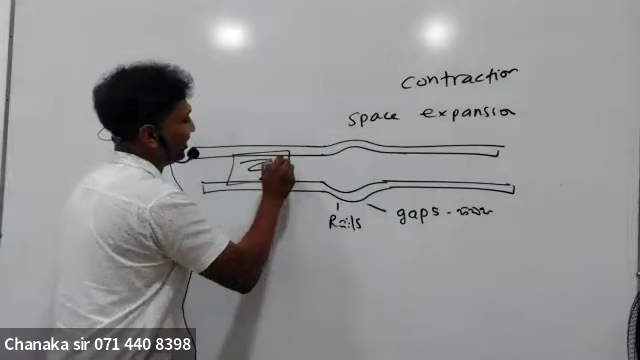 contraction
space expansion
Rails
gaps -
Chanaka sir 071 440 8398